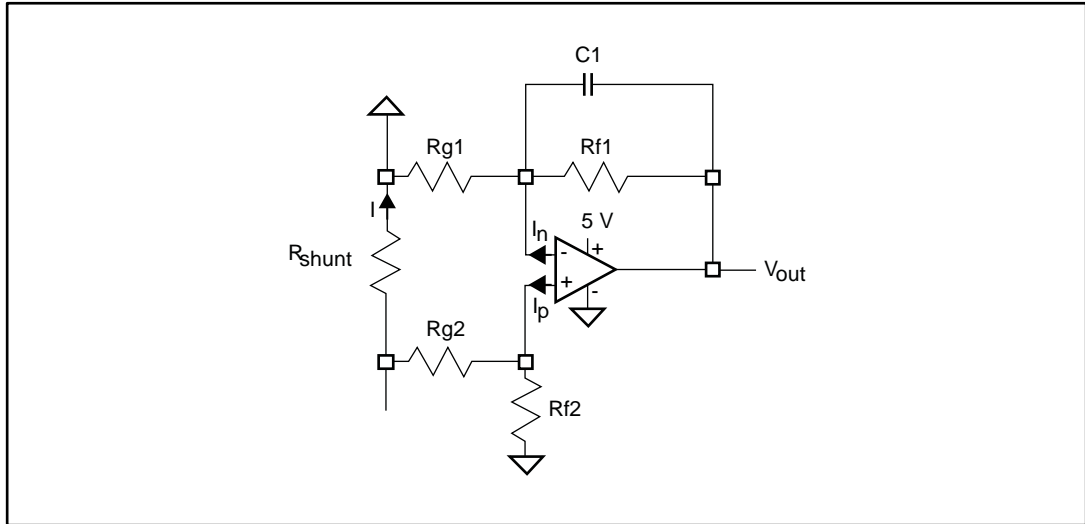 C1
Rg1
Rf1
I
5 V
In
+
-
Rshunt
Vout
+
-
Ip
Rg2
Rf2